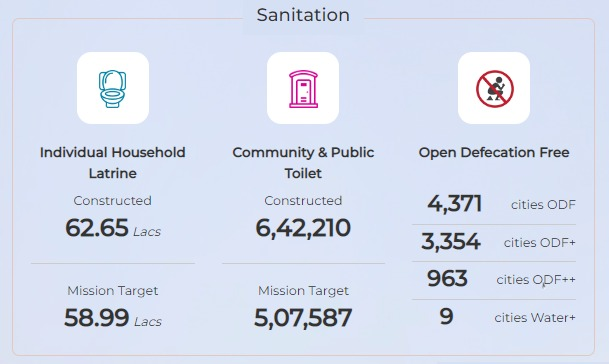 Sanitation
Individual Household
Latrine
Constructed
62.65 Lacs
Mission Target
58.99 Lacs
Community & Public
Toilet
Constructed
6,42,210
Mission Target
5,07,587
Open Defecation Free
4,371 cities ODF
3,354 cities ODF+
963 cities ODF++
9 cities Water+